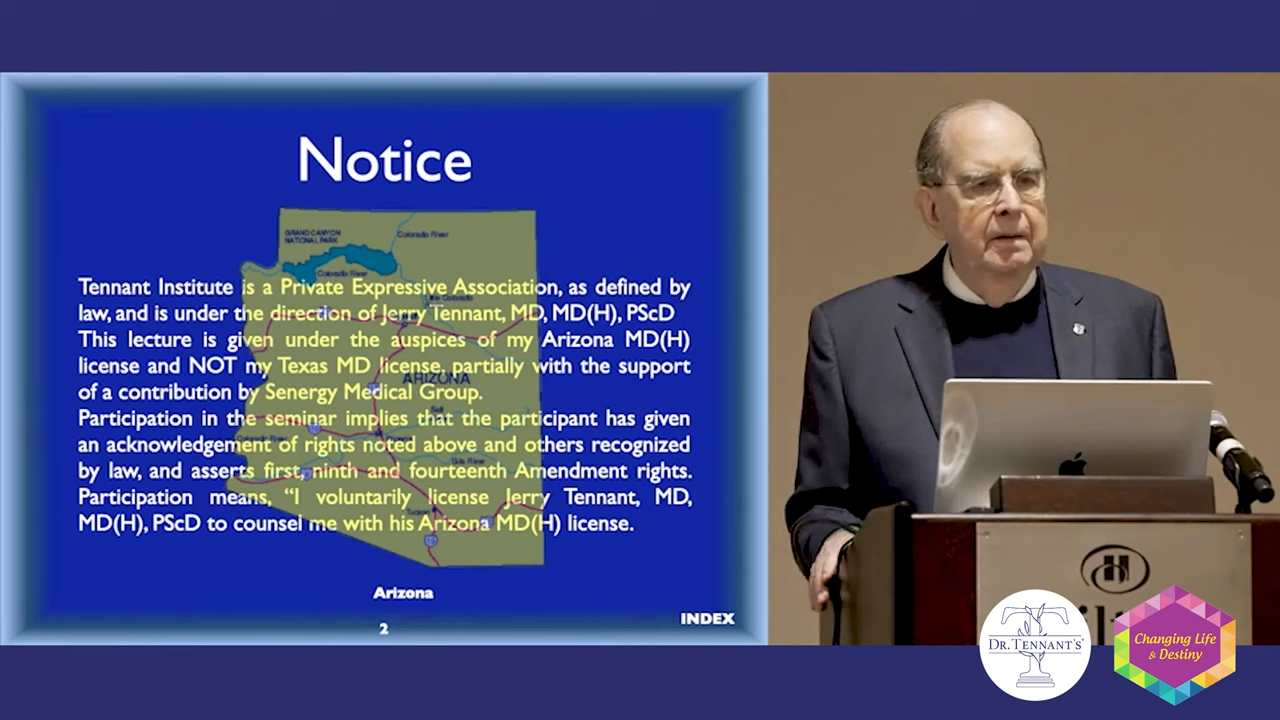 Notice
GRAND CANYON
NATIONAL PARK
Colorado River
Colorado River
Tennant Institute is a Private Expressive Association, as defined by
law, and is under the direction of Jerry Tennant, MD, MD(H), PScD
This lecture is given under the auspices of my Arizona MD(H)
license and NOT my Texas MD license, partially with the support
ARIZONA
of a contribution by Senergy Medical Group.
Participation in the seminar implies that the participant has given
an acknowledgement of rights noted above and others recognized
by law, and asserts first, ninth and fourteenth Amendment rights.
Participation means, “I voluntarily license Jerry Tennant, MD,
MD(H), PScD to counsel me with his Arizona MD(H) license.
Arizona
2
INDEX
H
DR. TENNANT'S®
Changing Life
& Destiny